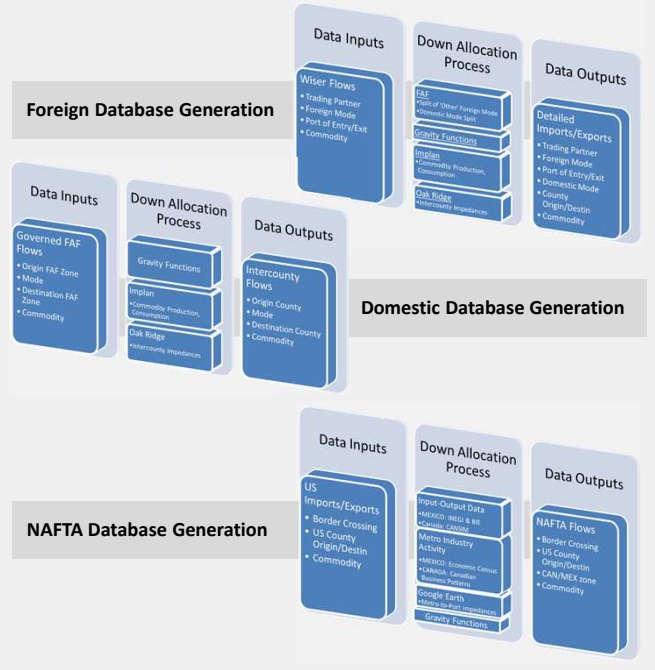 Foreign Database Generation
Data Inputs
Wiser Flows
• Trading Partner
• Foreign Mode
• Port of Entry/Exit
• Commodity
Down Allocation
Process
FAF
•Split of 'Other' Foreign Mode
•Domestic Mode Split
Gravity Functions
Implan
•Commodity Production,
Consumption
Oak Ridge
•Intercounty Impedances
Data Outputs
Detailed
Imports/Exports
• Trading Partner
• Foreign Mode
• Port of Entry/Exit
• Domestic Mode
• County
Origin/Destin
• Commodity
Data Inputs
Governed FAF
Flows
• Origin FAF Zone
• Mode
• Destination FAF
Zone
• Commodity
Down Allocation
Process
Gravity Functions
Implan
•Commodity Production,
Consumption
Oak Ridge
•Intercounty Impedances
Data Outputs
Intercounty
Flows
• Origin County
• Mode
• Destination County
• Commodity
Domestic Database Generation
NAFTA Database Generation
Data Inputs
US
Imports/Exports
• Border Crossing
• US County
Origin/Destin
• Commodity
Down Allocation
Process
Input-Output Data
•MEXICO: INEGI & BIE
•Canada: CANSIM
Metro Industry
Activity
•MEXICO: Economic Census
•CANADA: Canadian
Business Patterns
Google Earth
•Metro-to-Port Impedances
Gravity Functions
Data Outputs
NAFTA Flows
• Border Crossing
• US County
Origin/Destin
• CAN/MEX zone
• Commodity